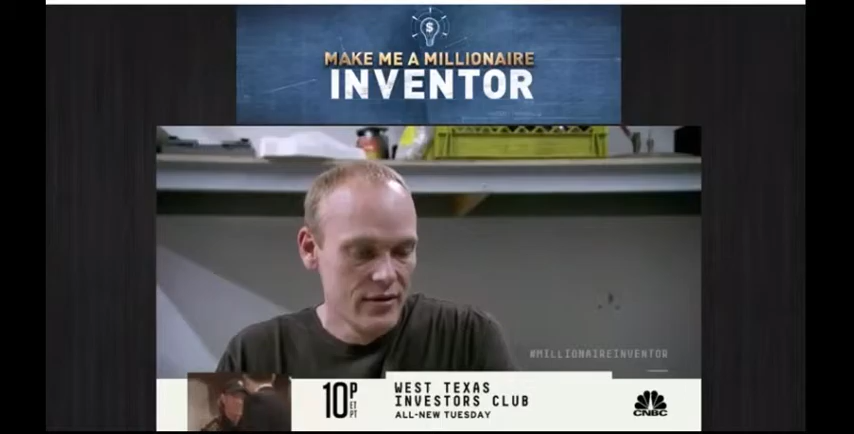 $
MAKE ME A MILLIONAIRE
INVENTOR
#MILLIONAIREINVENTOR
10P
ET
PT
WEST TEXAS
INVESTORS CLUB
ALL-NEW TUESDAY
CNBC